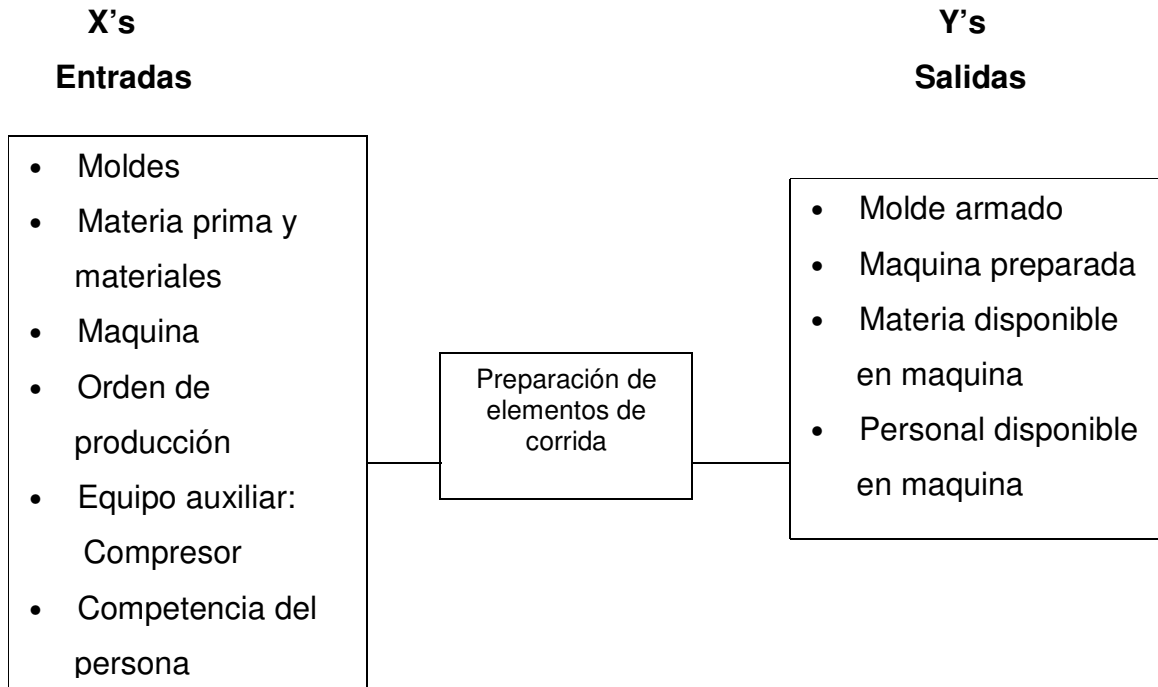 X's
Entradas
• Moldes
• Materia prima y
materiales
• Maquina
• Orden de
producción
• Equipo auxiliar:
Compresor
• Competencia del
persona
Preparación de
elementos de
corrida
Y's
Salidas
• Molde armado
• Maquina preparada
• Materia disponible
en maquina
• Personal disponible
en maquina